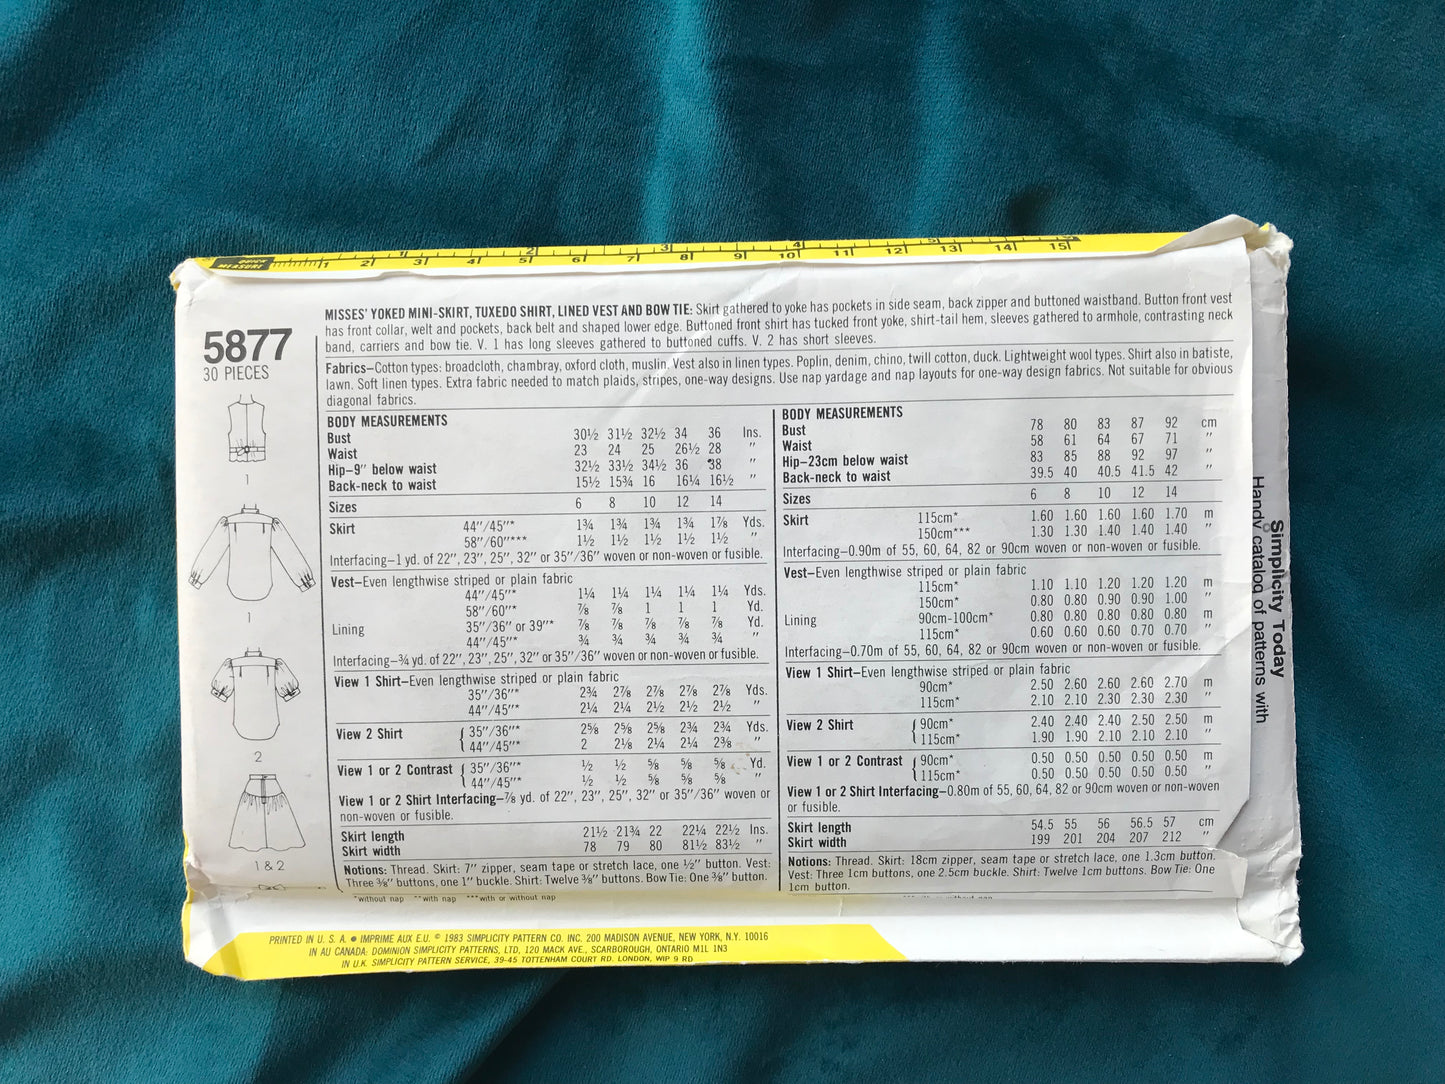 QUICK MEASURE
1 2 3 4 5
1 2 3 4 5 6 7 8 9 10 11 12 13 14 15
5877
30 PIECES
1
1
2
1 & 2
MISSES' YOKED MINI-SKIRT, TUXEDO SHIRT, LINED VEST AND BOW TIE: Skirt gathered to yoke has pockets in side seam, back zipper and buttoned waistband. Button front vest
has front collar, welt and pockets, back belt and shaped lower edge. Buttoned front shirt has tucked front yoke, shirt-tail hem, sleeves gathered to armhole, contrasting neck
band, carriers and bow tie. V. 1 has long sleeves gathered to buttoned cuffs. V. 2 has short sleeves.
Fabrics—Cotton types: broadcloth, chambray, oxford cloth, muslin. Vest also in linen types. Poplin, denim, chino, twill cotton, duck. Lightweight wool types. Shirt also in batiste,
lawn. Soft linen types. Extra fabric needed to match plaids, stripes, one-way designs. Use nap yardage and nap layouts for one-way design fabrics. Not suitable for obvious
diagonal fabrics.
BODY MEASUREMENTS
Bust 30½ 31½ 32½ 34 36 Ins.
Waist 23 24 25 26½ 28 "
Hip—9" below waist 32½ 33½ 34½ 36 38 "
Back-neck to waist 15½ 15¾ 16 16¼ 16½ "
Sizes 6 8 10 12 14
Skirt 44"/45"* 1¾ 1¾ 1¾ 1¾ 1⅞ Yds.
58"/60"*** 1½ 1½ 1½ 1½ 1½ "
Interfacing—1 yd. of 22", 23", 25", 32" or 35"/36" woven or non-woven or fusible.
Vest—Even lengthwise striped or plain fabric
44"/45"* 1¼ 1¼ 1¼ 1¼ 1¼ Yds.
58"/60"* ⅞ ⅞ 1 1 1 Yd.
Lining 35"/36" or 39"* ⅞ ⅞ ⅞ ⅞ ⅞ Yd.
44"/45"* ¾ ¾ ¾ ¾ ¾ "
Interfacing—¾ yd. of 22", 23", 25", 32" or 35"/36" woven or non-woven or fusible.
View 1 Shirt—Even lengthwise striped or plain fabric
35"/36"* 2¾ 2⅞ 2⅞ 2⅞ 2⅞ Yds.
44"/45"* 2¼ 2¼ 2½ 2½ 2½ "
View 2 Shirt 35"/36"* 2⅝ 2⅝ 2⅝ 2¾ 2¾ Yds.
44"/45"* 2 2⅛ 2¼ 2¼ 2⅜ "
View 1 or 2 Contrast 35"/36"* ½ ½ ⅝ ⅝ ⅝ Yd.
44"/45"* ½ ½ ⅝ ⅝ ⅝ "
View 1 or 2 Shirt Interfacing—⅞ yd. of 22", 23", 25", 32" or 35"/36" woven or
non-woven or fusible.
Skirt length 21½ 21¾ 22 22¼ 22½ Ins.
Skirt width 78 79 80 81½ 83½ "
Notions: Thread. Skirt: 7" zipper, seam tape or stretch lace, one ½" button. Vest:
Three ⅜" buttons, one 1" buckle. Shirt: Twelve ⅜" buttons. Bow Tie: One ⅜" button.
*without nap **with nap ***with or without nap
BODY MEASUREMENTS
Bust 78 80 83 87 92 cm
Waist 58 61 64 67 71 "
Hip—23cm below waist 83 85 88 92 97 "
Back-neck to waist 39.5 40 40.5 41.5 42 "
Sizes 6 8 10 12 14
Skirt 115cm* 1.60 1.60 1.60 1.60 1.70 m
150cm*** 1.30 1.30 1.40 1.40 1.40 "
Interfacing—0.90m of 55, 60, 64, 82 or 90cm woven or non-woven or fusible.
Vest—Even lengthwise striped or plain fabric
115cm* 1.10 1.10 1.20 1.20 1.20 m
150cm* 0.80 0.80 0.90 0.90 1.00 "
Lining 90cm-100cm* 0.80 0.80 0.80 0.80 0.80 m
115cm* 0.60 0.60 0.60 0.70 0.70 "
Interfacing—0.70m of 55, 60, 64, 82 or 90cm woven or non-woven or fusible.
View 1 Shirt—Even lengthwise striped or plain fabric
90cm* 2.50 2.60 2.60 2.60 2.70 m
115cm* 2.10 2.10 2.30 2.30 2.30 "
View 2 Shirt 90cm* 2.40 2.40 2.40 2.50 2.50 m
115cm* 1.90 1.90 2.10 2.10 2.10 "
View 1 or 2 Contrast 90cm* 0.50 0.50 0.50 0.50 0.50 m
115cm* 0.50 0.50 0.50 0.50 0.50 "
View 1 or 2 Shirt Interfacing—0.80m of 55, 60, 64, 82 or 90cm woven or non-woven
or fusible.
Skirt length 54.5 55 56 56.5 57 cm
Skirt width 199 201 204 207 212 "
Notions: Thread. Skirt: 18cm zipper, seam tape or stretch lace, one 1.3cm button.
Vest: Three 1cm buttons, one 2.5cm buckle. Shirt: Twelve 1cm buttons. Bow Tie: One
1cm button.
Simplicity Today
Handy catalog of patterns with
PRINTED IN U. S. A. ● IMPRIME AUX E.U. © 1983 SIMPLICITY PATTERN CO. INC. 200 MADISON AVENUE, NEW YORK, N.Y. 10016
IN AU CANADA: DOMINION SIMPLICITY PATTERNS, LTD, 120 MACK AVE., SCARBOROUGH, ONTARIO M1L 1N3
IN U.K. SIMPLICITY PATTERN SERVICE, 39-45 TOTTENHAM COURT RD. LONDON, WIP 9 RD